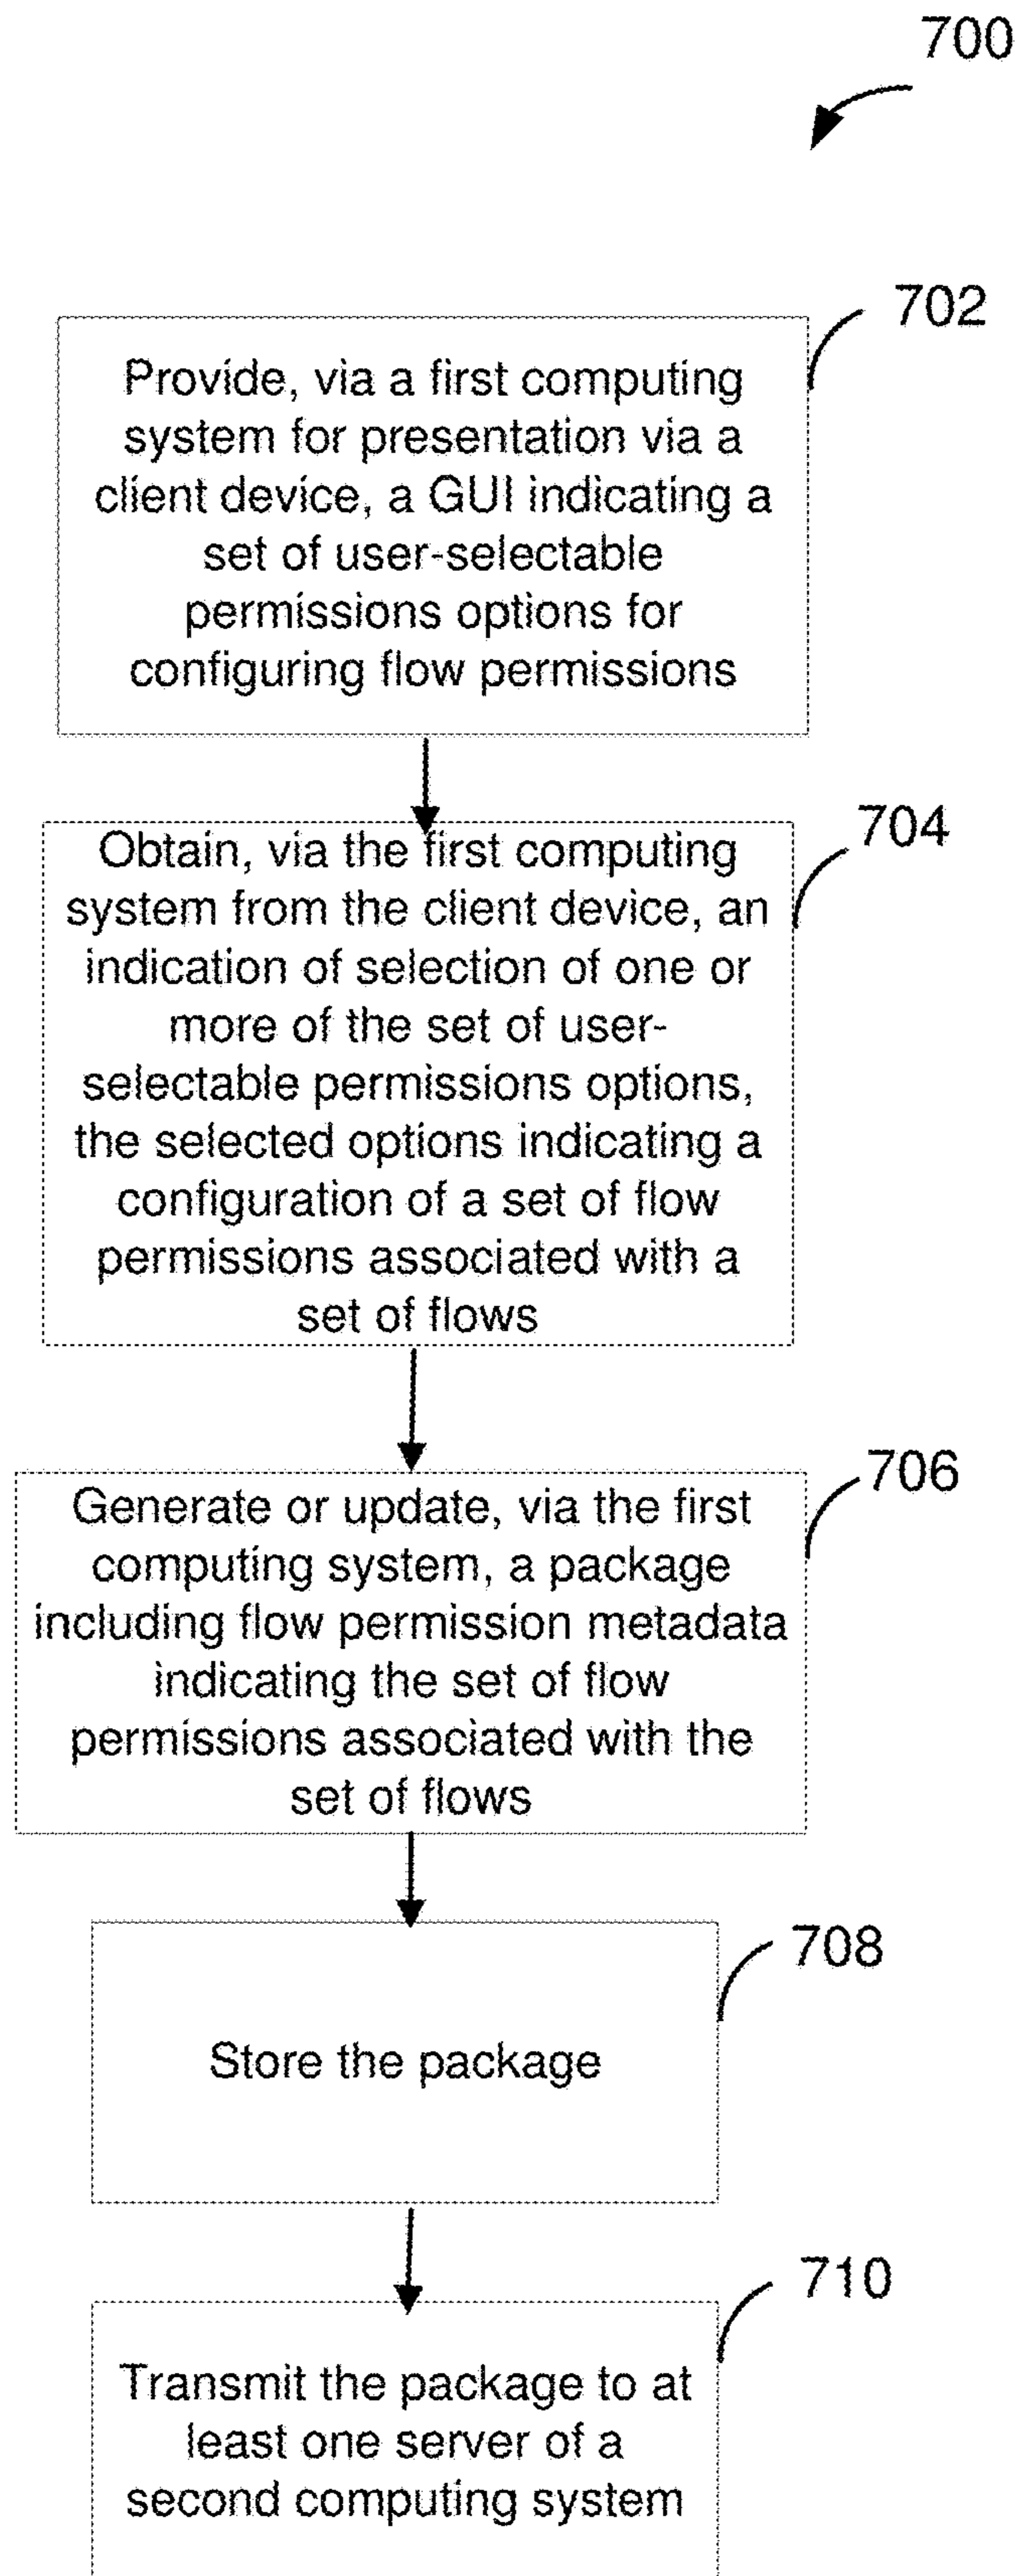 700
702
Provide, via a first computing
system for presentation via a
client device, a GUI indicating a
set of user-selectable
permissions options for
configuring flow permissions
704
Obtain, via the first computing
system from the client device, an
indication of selection of one or
more of the set of user-
selectable permissions options,
the selected options indicating a
configuration of a set of flow
permissions associated with a
set of flows
706
Generate or update, via the first
computing system, a package
including flow permission metadata
indicating the set of flow
permissions associated with the
set of flows
708
Store the package
710
Transmit the package to at
least one server of a
second computing system